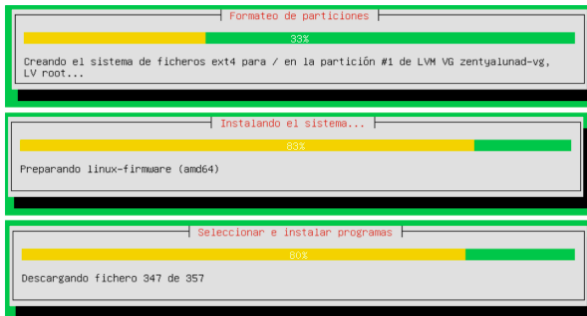 Formateo de particiones
33%
Creando el sistema de ficheros ext4 para / en la partición #1 de LVM VG zentyalunad-vg,
LV root...
Instalando el sistema...
83%
Preparando linux-firmware (amd64)
Seleccionar e instalar programas
80%
Descargando fichero 347 de 357